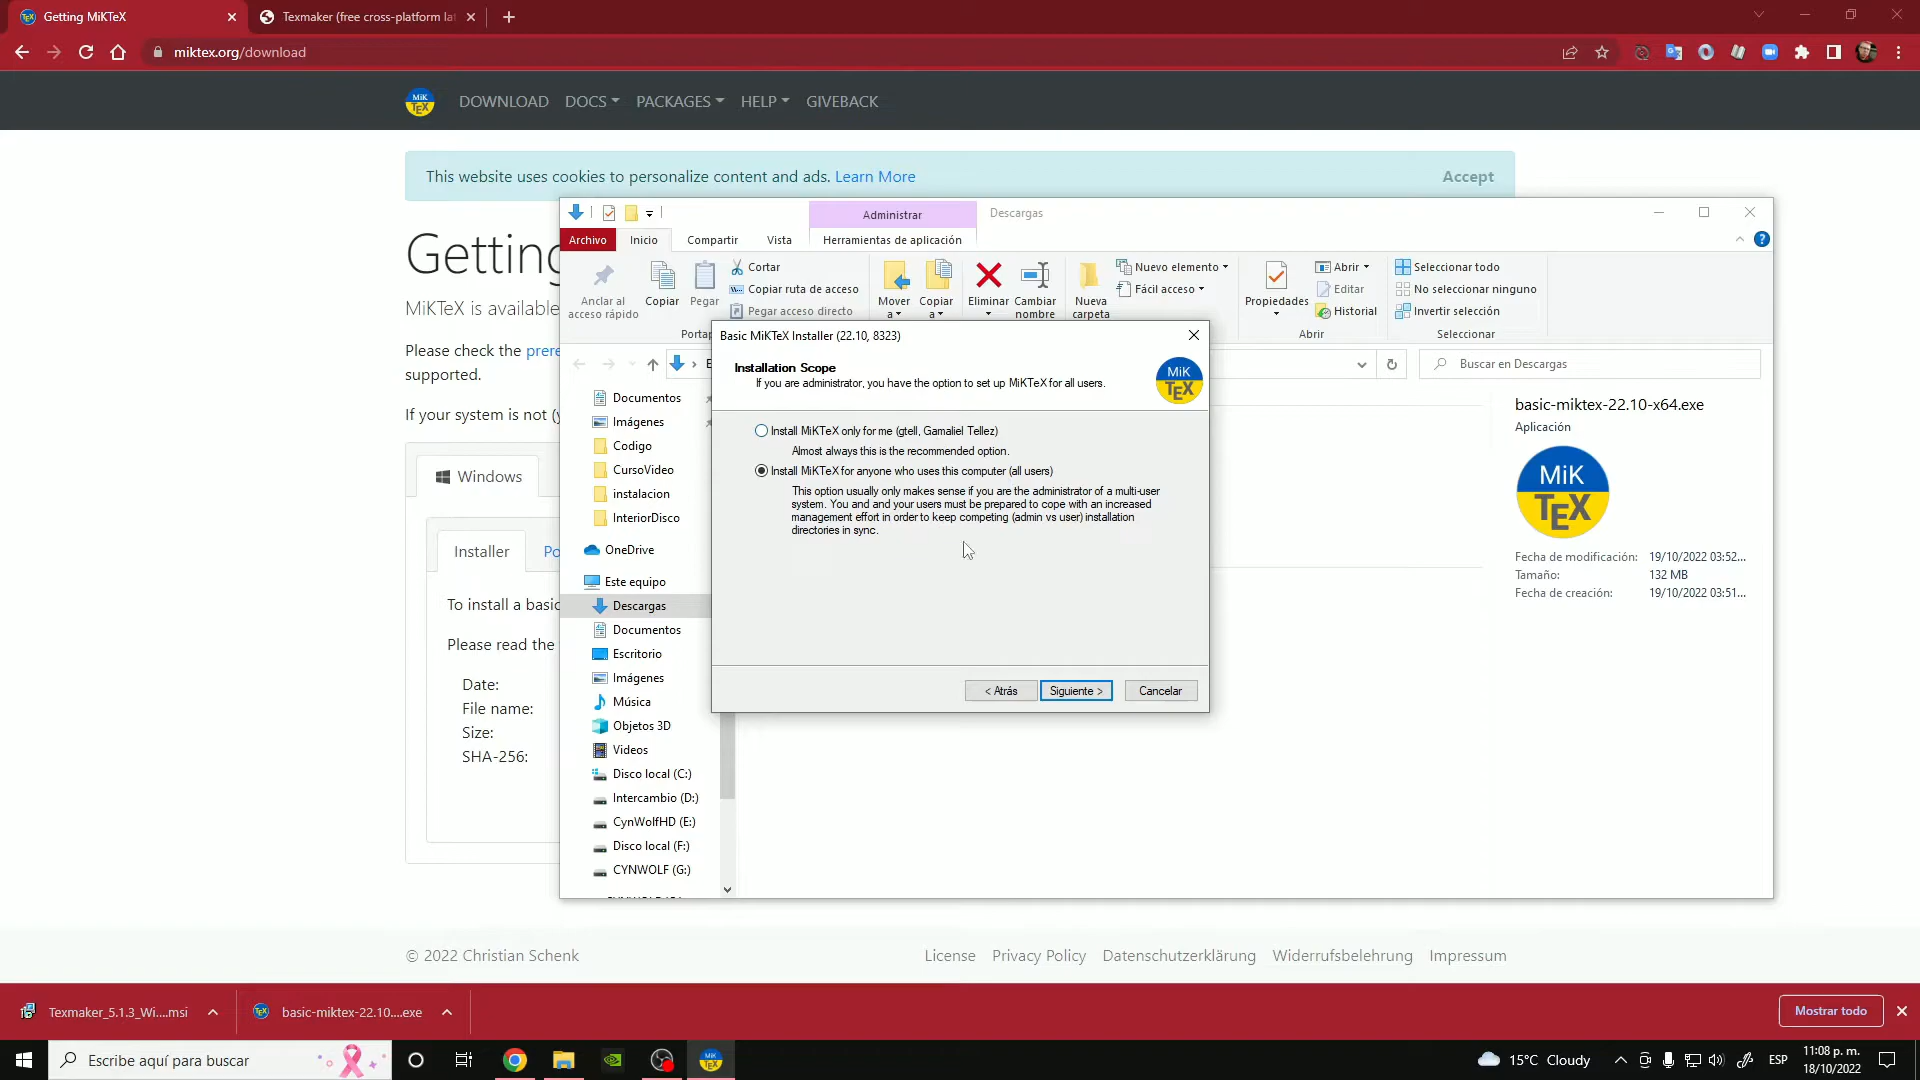 Getting MiKTeX
Texmaker (free cross-platform lat
miktex.org/download
MiK
TEX
DOWNLOAD
DOCS
PACKAGES
HELP
GIVEBACK
This website uses cookies to personalize content and ads. Learn More
Accept
Getting
MiKTeX is available
Please check the prere
supported.
If your system is not (y
Windows
Installer
Po
To install a basic
Please read the
Date:
File name:
Size:
SHA-256:
Administrar
Descargas
Archivo
Inicio
Compartir
Vista
Herramientas de aplicación
Anclar al
acceso rápido
Copiar
Pegar
Cortar
Copiar ruta de acceso
Pegar acceso directo
Portap
Mover
a
Copiar
a
Eliminar
Cambiar
nombre
Nueva
carpeta
Nuevo elemento
Fácil acceso
Propiedades
Abrir
Editar
Historial
Abrir
Seleccionar todo
No seleccionar ninguno
Invertir selección
Seleccionar
Buscar en Descargas
Documentos
Imágenes
Codigo
CursoVideo
instalacion
InteriorDisco
OneDrive
Este equipo
Descargas
Documentos
Escritorio
Imágenes
Música
Objetos 3D
Videos
Disco local (C:)
Intercambio (D:)
CynWolfHD (E:)
Disco local (F:)
CYNWOLF (G:)
Basic MiKTeX Installer (22.10, 8323)
Installation Scope
If you are administrator, you have the option to set up MiKTeX for all users.
MiK
TEX
Install MiKTeX only for me (gtell, Gamaliel Tellez)
Almost always this is the recommended option.
Install MiKTeX for anyone who uses this computer (all users)
This option usually only makes sense if you are the administrator of a multi-user
system. You and and your users must be prepared to cope with an increased
management effort in order to keep competing (admin vs user) installation
directories in sync.
< Atrás
Siguiente >
Cancelar
basic-miktex-22.10-x64.exe
Aplicación
MiK
TEX
Fecha de modificación: 19/10/2022 03:52...
Tamaño: 132 MB
Fecha de creación: 19/10/2022 03:51...
© 2022 Christian Schenk
License
Privacy Policy
Datenschutzerklärung
Widerrufsbelehrung
Impressum
Texmaker_5.1.3_Wi....msi
basic-miktex-22.10....exe
Mostrar todo
Escribe aquí para buscar
15°C Cloudy
ESP
11:08 p. m.
18/10/2022